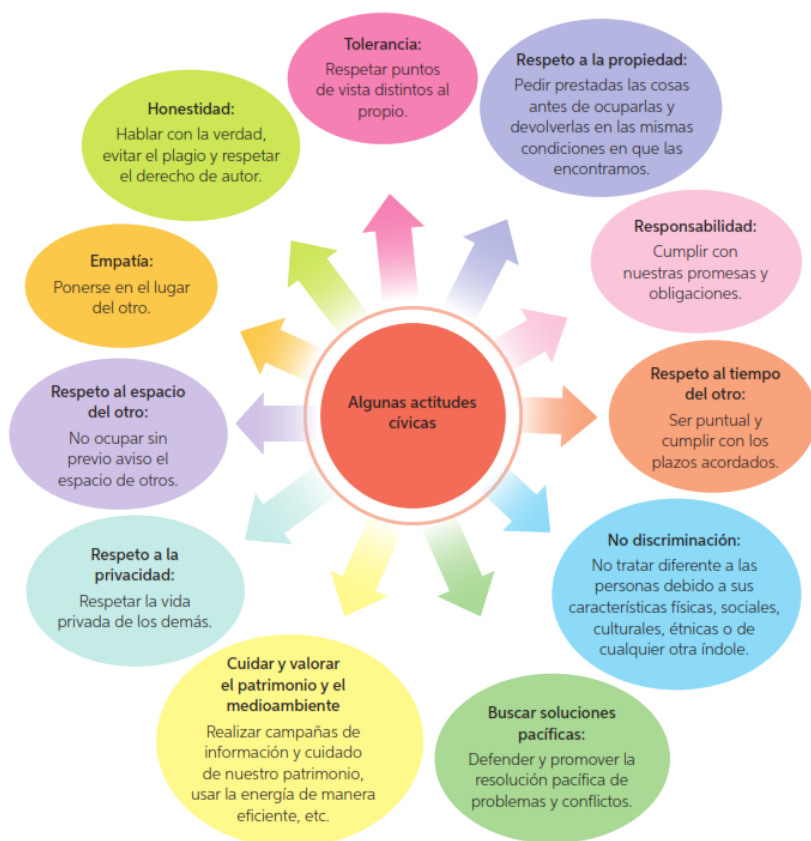 Algunas actitudes
cívicas
Tolerancia:
Respetar puntos
de vista distintos al
propio.
Respeto a la propiedad:
Pedir prestadas las cosas
antes de ocuparlas y
devolverlas en las mismas
condiciones en que las
encontramos.
Responsabilidad:
Cumplir con
nuestras promesas y
obligaciones.
Respeto al tiempo
del otro:
Ser puntual y
cumplir con los
plazos acordados.
No discriminación:
No tratar diferente a las
personas debido a sus
características físicas, sociales,
culturales, étnicas o de
cualquier otra índole.
Buscar soluciones
pacíficas:
Defender y promover la
resolución pacífica de
problemas y conflictos.
Cuidar y valorar
el patrimonio y el
medioambiente
Realizar campañas de
información y cuidado
de nuestro patrimonio,
usar la energía de manera
eficiente, etc.
Respeto a la
privacidad:
Respetar la vida
privada de los demás.
Respeto al espacio
del otro:
No ocupar sin
previo aviso el
espacio de otros.
Empatía:
Ponerse en el lugar
del otro.
Honestidad:
Hablar con la verdad,
evitar el plagio y respetar
el derecho de autor.